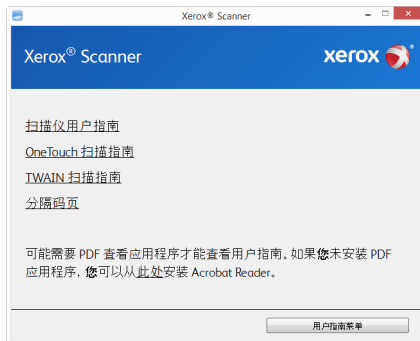 Xerox® Scanner
Xerox® Scanner
xerox
扫描仪用户指南
OneTouch 扫描指南
TWAIN 扫描指南
分隔码页
可能需要 PDF 查看应用程序才能查看用户指南。如果您未安装 PDF
应用程序，您可以从此处安装 Acrobat Reader。
用户指南菜单